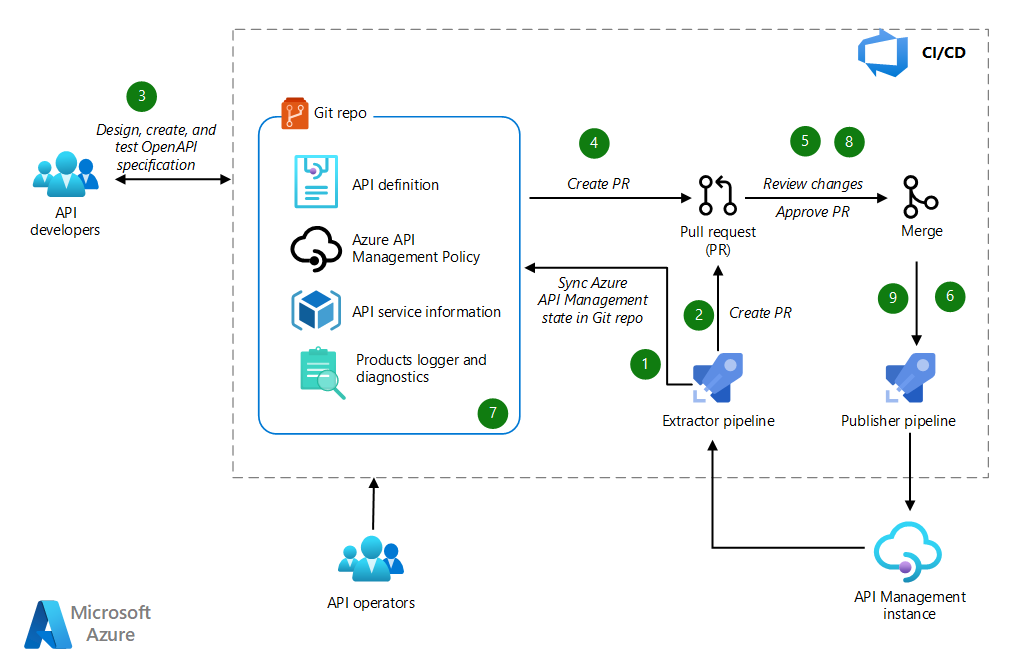 CI/CD
3
Design, create, and
test OpenAPI
specification
API
developers
Git repo
API definition
Azure API
Management Policy
API service information
Products logger and
diagnostics
7
4
Create PR
Pull request
(PR)
5
8
Review changes
Approve PR
Merge
Sync Azure
API Management
state in Git repo
1
2
Create PR
Extractor pipeline
9
6
Publisher pipeline
API operators
API Management
instance
Microsoft
Azure